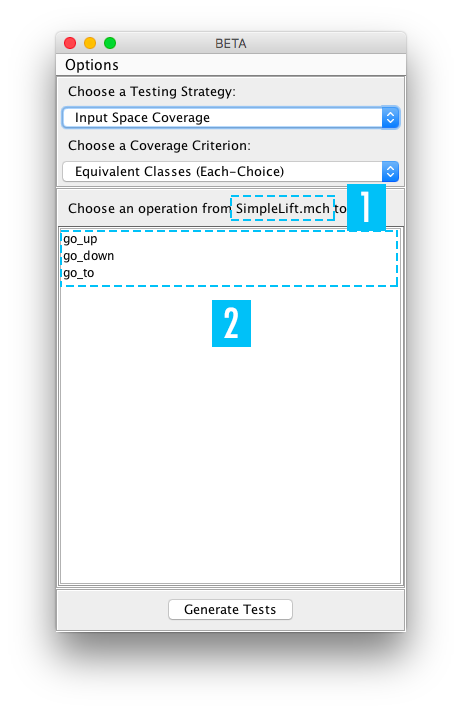 BETA
Options
Choose a Testing Strategy:
Input Space Coverage
Choose a Coverage Criterion:
Equivalent Classes (Each-Choice)
Choose an operation from SimpleLift.mch to
1
go_up
go_down
go_to
2
Generate Tests